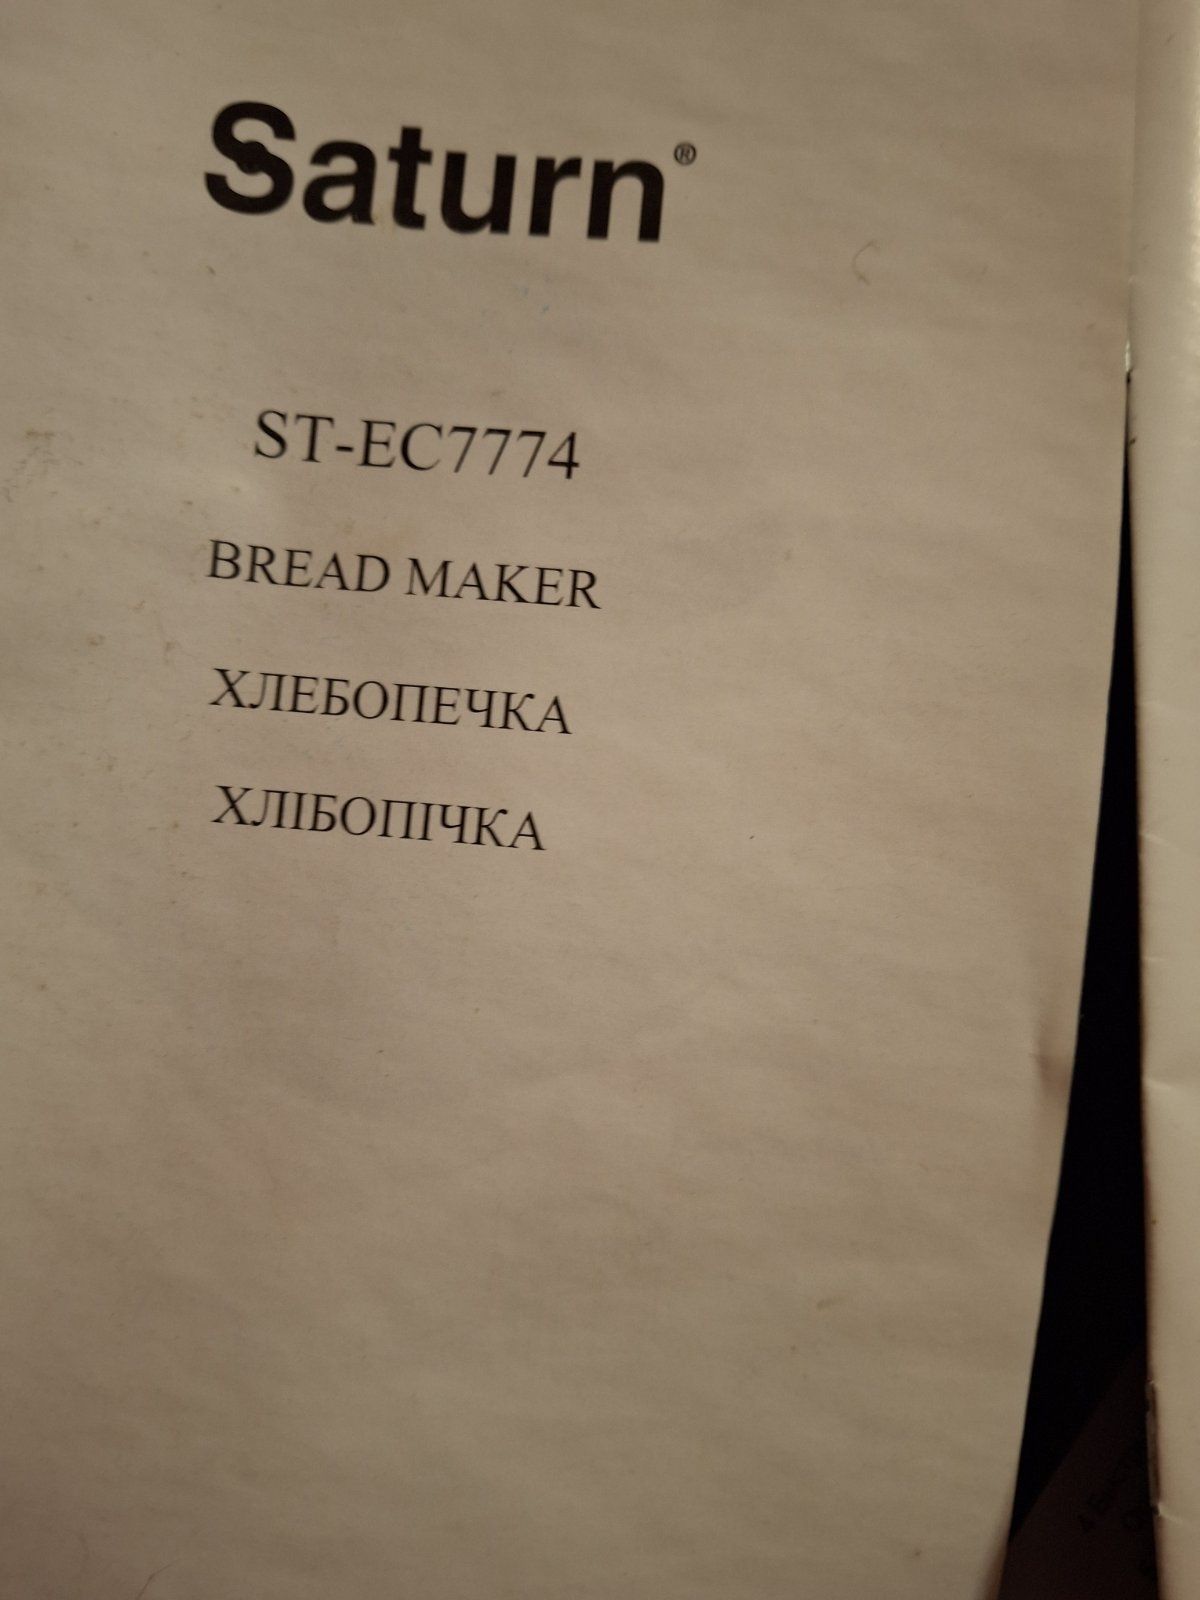 Saturn®
ST-EC7774
BREAD MAKER
ХЛЕБОПЕЧКА
ХЛІБОПІЧКА